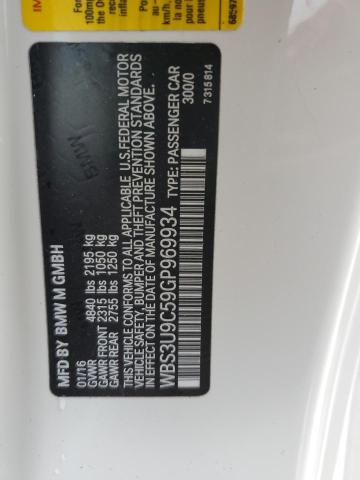 MFD BY BMW M GMBH
01/16
GVWR 4840 lbs 2195 kg
GAWR FRONT 2315 lbs 1050 kg
GAWR REAR 2755 lbs 1250 kg
THIS VEHICLE CONFORMS TO ALL APPLICABLE U.S.FEDERAL MOTOR
VEHICLE SAFETY, BUMPER AND THEFT PREVENTION STANDARDS
IN EFFECT ON THE DATE OF MANUFACTURE SHOWN ABOVE.
WBS3U9C59GP969934 TYPE: PASSENGER CAR
300/0
7 315 814